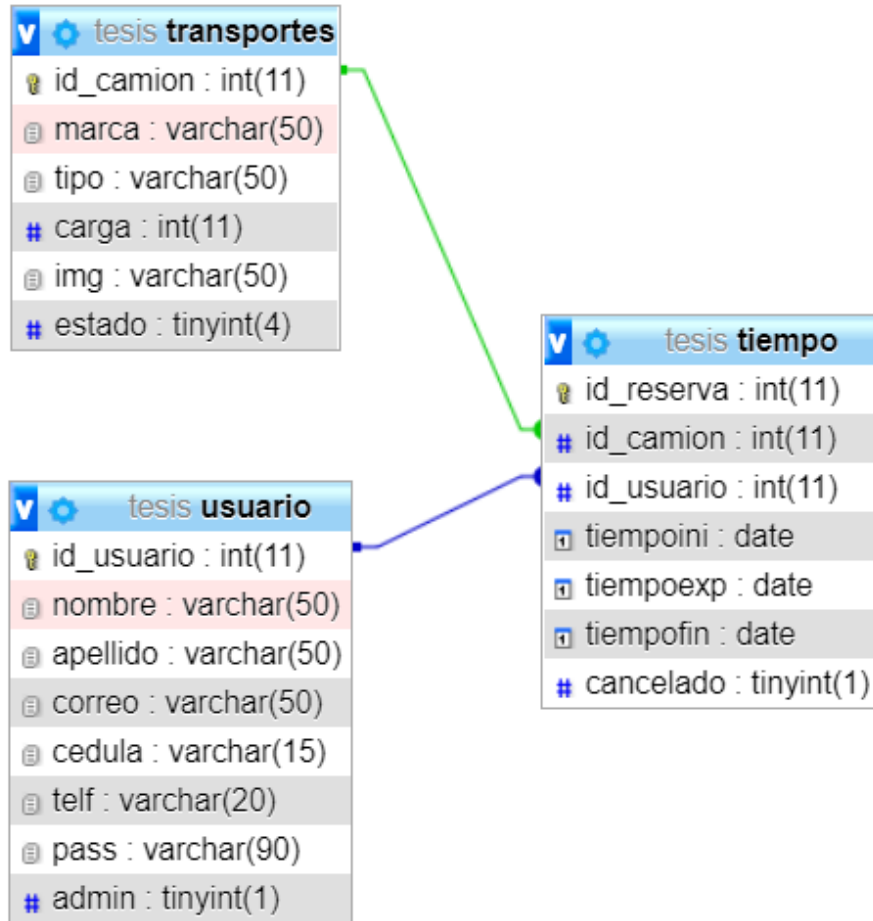 v tesis transportes
id_camion : int(11)
marca : varchar(50)
tipo : varchar(50)
# carga : int(11)
img : varchar(50)
# estado : tinyint(4)
v tesis usuario
id_usuario : int(11)
nombre : varchar(50)
apellido : varchar(50)
correo : varchar(50)
cedula : varchar(15)
telf : varchar(20)
pass : varchar(90)
# admin : tinyint(1)
v tesis tiempo
id_reserva : int(11)
# id_camion : int(11)
# id_usuario : int(11)
tiempoini : date
tiempoexp : date
tiempofin : date
# cancelado : tinyint(1)